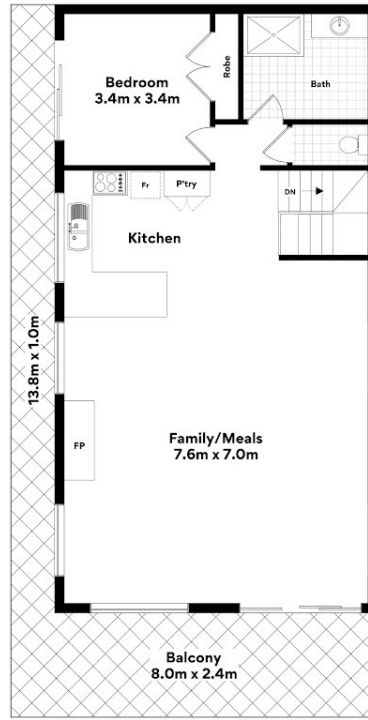 Bedroom
3.4m x 3.4m
Robe
Bath
Fr
P'try
DN
Kitchen
13.8m x 1.0m
FP
Family/Meals
7.6m x 7.0m
Balcony
8.0m x 2.4m